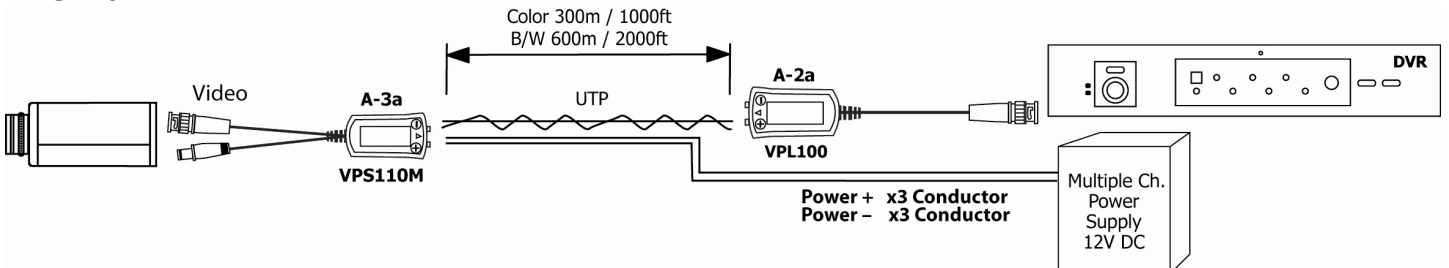 Color 300m / 1000ft
B/W 600m / 2000ft
Video
A-3a
VPS110M
UTP
A-2a
VPL100
DVR
Power + x3 Conductor
Power – x3 Conductor
Multiple Ch.
Power
Supply
12V DC